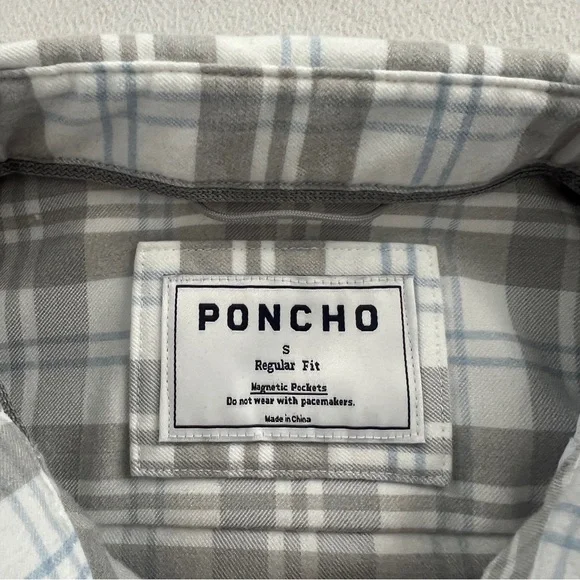 PONCHO
S
Regular Fit
Magnetic Pockets
Do not wear with pacemakers.
Made in China